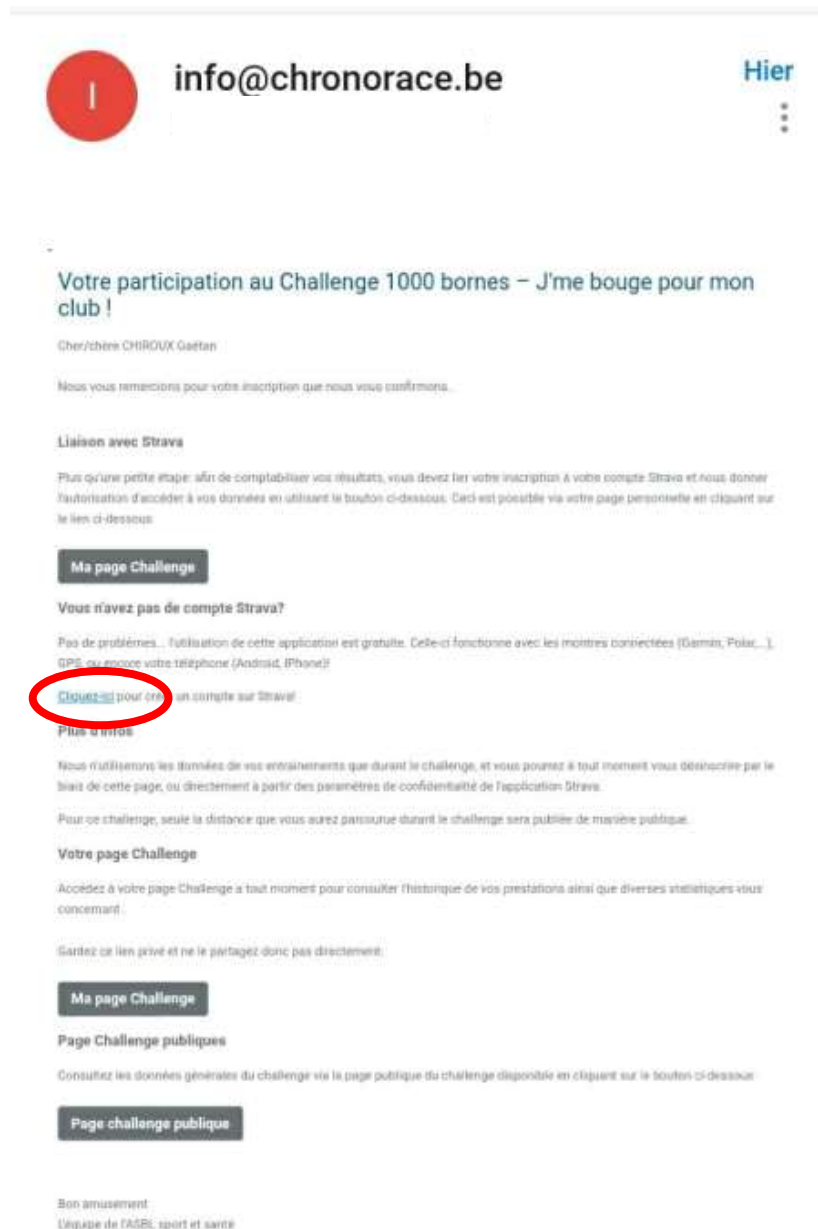 I
info@chronorace.be
Hier
Votre participation au Challenge 1000 bornes – J'me bouge pour mon
club !
Cher/chère CHIROUX Gaëtan
Nous vous remercions pour votre inscription que nous vous confirmons.
Liaison avec Strava
Plus qu'une petite étape: afin de comptabiliser vos résultats, vous devez lier votre inscription à votre compte Strava et nous donner
l'autorisation d'accéder à vos données en utilisant le bouton ci-dessous. Ceci est possible via votre page personnelle en cliquant sur
le lien ci-dessous
Ma page Challenge
Vous n'avez pas de compte Strava?
Pas de problèmes... l'utilisation de cette application est gratuite. Celle-ci fonctionne avec les montres connectées (Garmin, Polar,...),
GPS, ou encore votre téléphone (Android, iPhone)!
Cliquez-ici pour créer un compte sur Strava!
Plus d'infos
Nous n'utiliserons les données de vos entrainements que durant le challenge, et vous pourrez à tout moment vous désinscrire par le
biais de cette page, ou directement à partir des paramètres de confidentialité de l'application Strava.
Pour ce challenge, seule la distance que vous aurez parcourue durant le challenge sera publiée de manière publique.
Votre page Challenge
Accédez à votre page Challenge a tout moment pour consulter l'historique de vos prestations ainsi que diverses statistiques vous
concernant.
Gardez ce lien privé et ne le partagez donc pas directement.
Ma page Challenge
Page Challenge publiques
Consultez les données générales du challenge via la page publique du challenge disponible en cliquant sur le bouton ci-dessous
Page challenge publique
Bon amusement
L'équipe de l'ASBL sport et santé